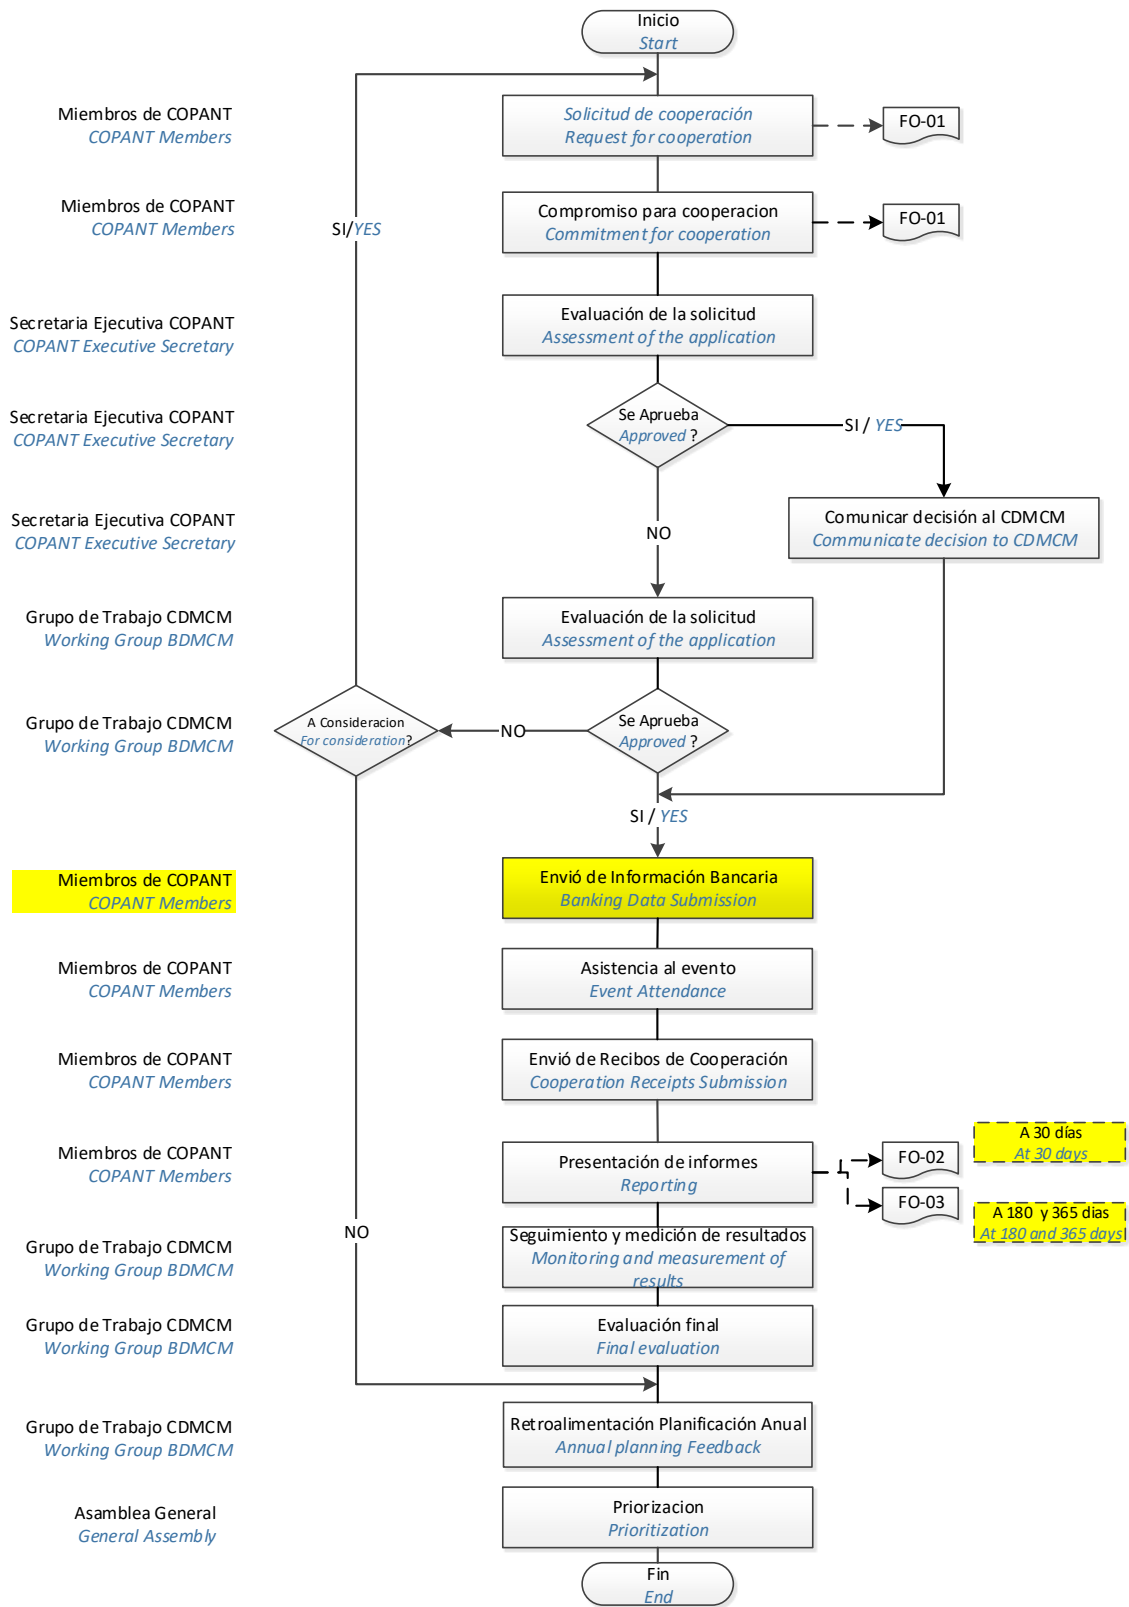 Inicio
Start
Miembros de COPANT
COPANT Members
Solicitud de cooperación
Request for cooperation
FO-01
Miembros de COPANT
COPANT Members
SI/YES
Compromiso para cooperacion
Commitment for cooperation
FO-01
Secretaria Ejecutiva COPANT
COPANT Executive Secretary
Evaluación de la solicitud
Assessment of the application
Secretaria Ejecutiva COPANT
COPANT Executive Secretary
Se Aprueba
Approved ?
SI / YES
Secretaria Ejecutiva COPANT
COPANT Executive Secretary
NO
Comunicar decisión al CDMCM
Communicate decision to CDMCM
Grupo de Trabajo CDMCM
Working Group BDMCM
Evaluación de la solicitud
Assessment of the application
Grupo de Trabajo CDMCM
Working Group BDMCM
A Consideracion
For consideration?
NO
Se Aprueba
Approved ?
SI / YES
Miembros de COPANT
COPANT Members
Envió de Información Bancaria
Banking Data Submission
Miembros de COPANT
COPANT Members
Asistencia al evento
Event Attendance
Miembros de COPANT
COPANT Members
Envió de Recibos de Cooperación
Cooperation Receipts Submission
Miembros de COPANT
COPANT Members
Presentación de informes
Reporting
FO-02
A 30 días
At 30 days
FO-03
A 180 y 365 dias
At 180 and 365 days
NO
Grupo de Trabajo CDMCM
Working Group BDMCM
Seguimiento y medición de resultados
Monitoring and measurement of
results
Grupo de Trabajo CDMCM
Working Group BDMCM
Evaluación final
Final evaluation
Grupo de Trabajo CDMCM
Working Group BDMCM
Retroalimentación Planificación Anual
Annual planning Feedback
Asamblea General
General Assembly
Priorizacion
Prioritization
Fin
End